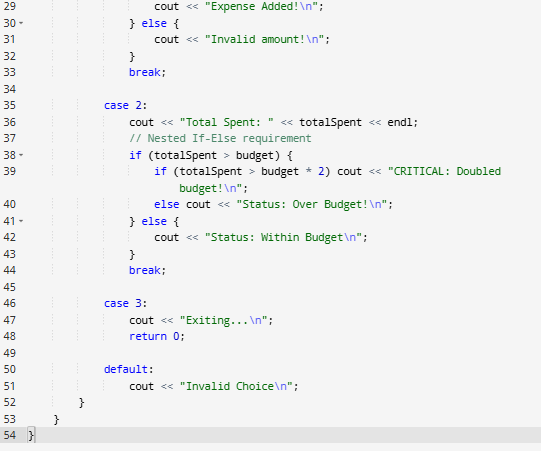 29                      cout << "Expense Added!\n";
30                  } else {
31                      cout << "Invalid amount!\n";
32                  }
33                  break;
34
35              case 2:
36                  cout << "Total Spent: " << totalSpent << endl;
37                  // Nested If-Else requirement
38                  if (totalSpent > budget) {
39                      if (totalSpent > budget * 2) cout << "CRITICAL: Doubled
                            budget!\n";
40                      else cout << "Status: Over Budget!\n";
41                  } else {
42                      cout << "Status: Within Budget\n";
43                  }
44                  break;
45
46              case 3:
47                  cout << "Exiting...\n";
48                  return 0;
49
50              default:
51                  cout << "Invalid Choice\n";
52          }
53      }
54  }